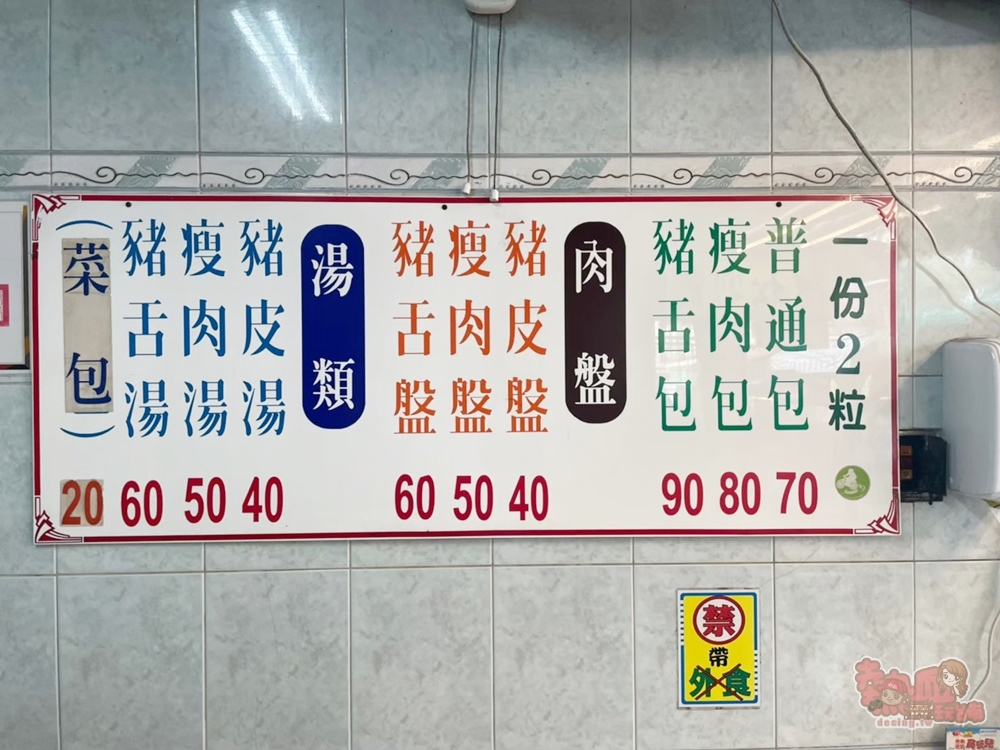 一份2粒
普通包 70
瘦肉包 80
豬舌包 90
肉盤
豬皮盤 40
瘦肉盤 50
豬舌盤 60
湯類
豬皮湯 40
瘦肉湯 50
豬舌湯 60
(菜包) 20
禁
帶
外食